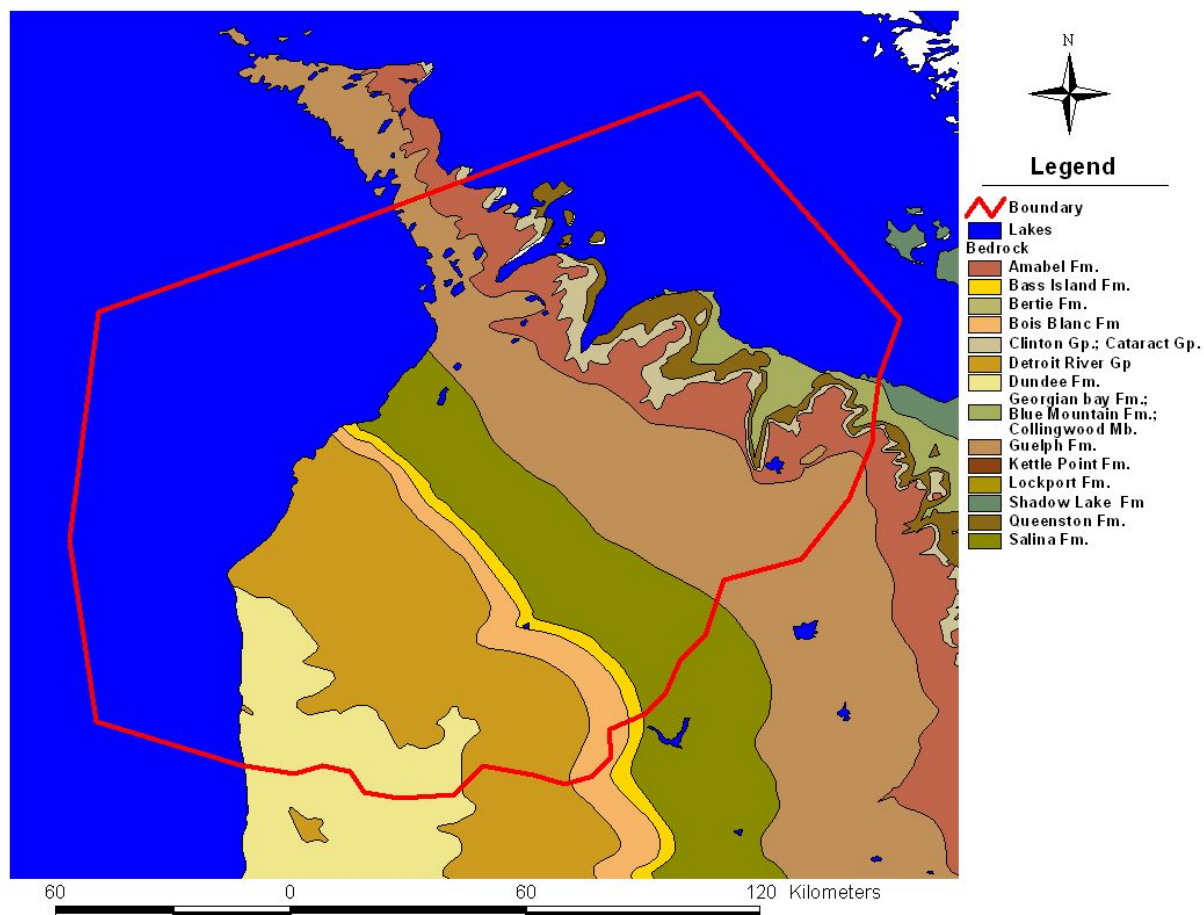 N
Legend
Boundary
Lakes
Bedrock
Amabel Fm.
Bass Island Fm.
Bertie Fm.
Bois Blanc Fm
Clinton Gp.; Cataract Gp.
Detroit River Gp
Dundee Fm.
Georgian bay Fm.;
Blue Mountain Fm.;
Collingwood Mb.
Guelph Fm.
Kettle Point Fm.
Lockport Fm.
Shadow Lake Fm
Queenston Fm.
Salina Fm.
60 0 60 120 Kilometers